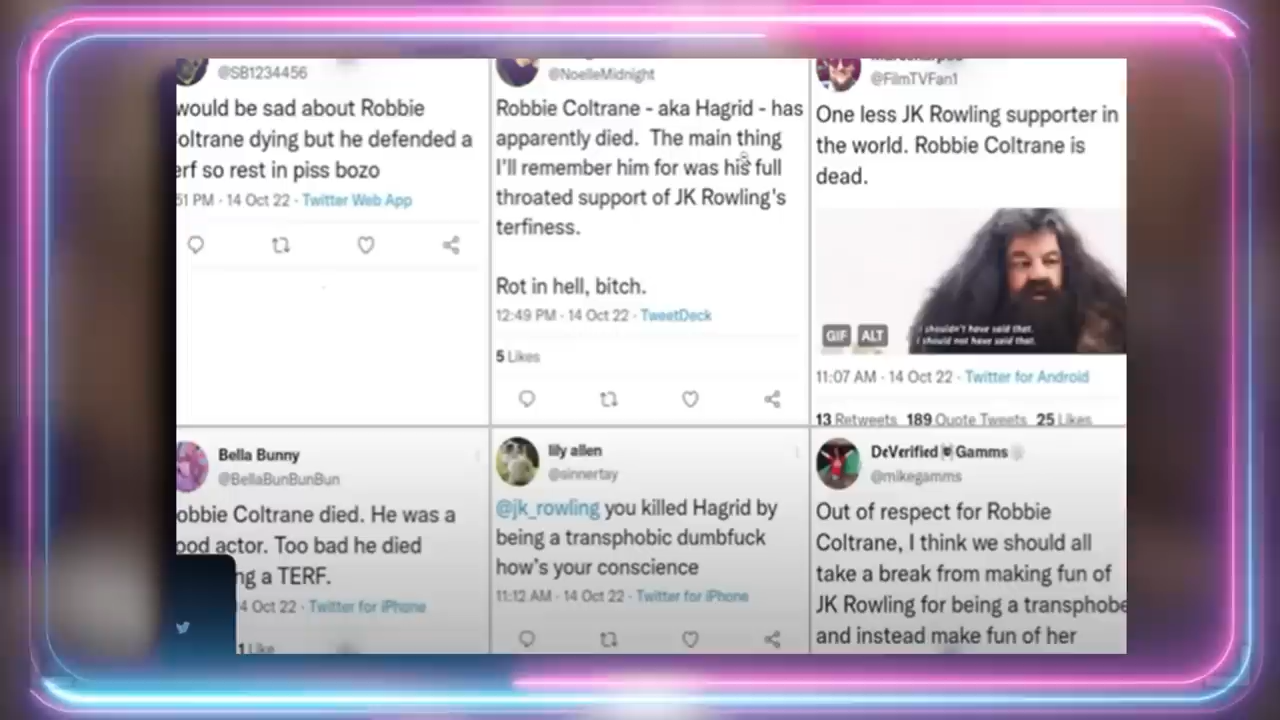 @SB1234456
would be sad about Robbie
oltrane dying but he defended a
erf so rest in piss bozo
51 PM · 14 Oct 22 · Twitter Web App
@NoelleMidnight
Robbie Coltrane - aka Hagrid - has
apparently died. The main thing
I'll remember him for was his full
throated support of JK Rowling's
terfiness.
Rot in hell, bitch.
12:49 PM · 14 Oct 22 · TweetDeck
5 Likes
@FilmTVFan1
One less JK Rowling supporter in
the world. Robbie Coltrane is
dead.
I shouldn't have said that.
I should not have said that.
GIF ALT
11:07 AM · 14 Oct 22 · Twitter for Android
13 Retweets 189 Quote Tweets 25 Likes
Bella Bunny
@BellaBunBunBun
obbie Coltrane died. He was a
ood actor. Too bad he died
ng a TERF.
4 Oct 22 · Twitter for iPhone
1 Like
lily allen
@sinnertay
@jk_rowling you killed Hagrid by
being a transphobic dumbfuck
how's your conscience
11:12 AM · 14 Oct 22 · Twitter for iPhone
DeVerified Gamms
@mikegamms
Out of respect for Robbie
Coltrane, I think we should all
take a break from making fun of
JK Rowling for being a transphobe
and instead make fun of her